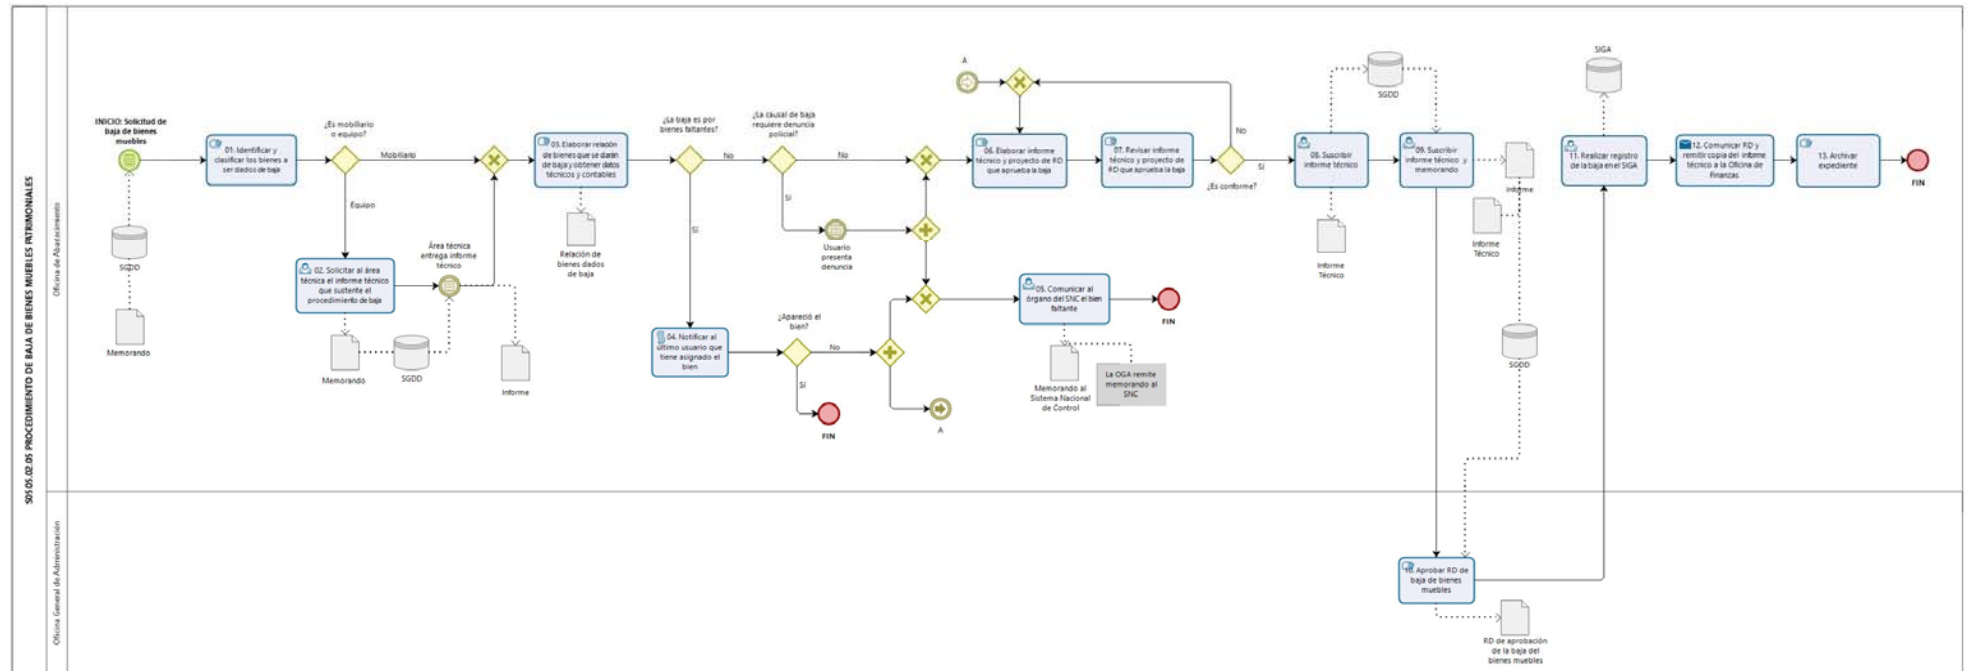 S05.05.02.05 PROCEDIMIENTO DE BAJA DE BIENES MUEBLES PATRIMONIALES
Oficina de Abastecimiento
INICIO: Solicitud de
baja de bienes
muebles
SGDD
Memorando
01. Identificar y
clasificar los bienes a
ser dados de baja
¿Es mobiliario
o equipo?
Mobiliario
Equipo
02. Solicitar al área
técnica el informe técnico
que sustente el
procedimiento de baja
Memorando
SGDD
Área técnica
entrega informe
técnico
Informe
03. Elaborar relación
de bienes que se darán
de baja y obtener datos
técnicos y contables
Relación de
bienes dados
de baja
¿La baja es por
bienes faltantes?
No
SI
04. Notificar al
último usuario que
tiene asignado el
bien
¿Apareció el
bien?
No
Sí
FIN
¿La causal de baja
requiere denuncia
policial?
No
Sí
Usuario
presenta
denuncia
A
05. Comunicar al
órgano del SNC el bien
faltante
FIN
Memorando al
Sistema Nacional
de Control
La OGA remite
memorando al
SNC
A
06. Elaborar informe
técnico y proyecto de RD
que aprueba la baja
07. Revisar informe
técnico y proyecto de
RD que aprueba la baja
¿Es conforme?
No
Sí
08. Suscribir
informe técnico
Informe
Técnico
SGDD
09. Suscribir
informe técnico y
memorando
Informe
Informe
Técnico
SGDD
SIGA
11. Realizar registro
de la baja en el SIGA
12. Comunicar RD y
remitir copia del informe
técnico a la Oficina de
Finanzas
13. Archivar
expediente
FIN
Oficina General de Administración
10. Aprobar RD de
baja de bienes
muebles
RD de aprobación
de la baja del
bienes muebles